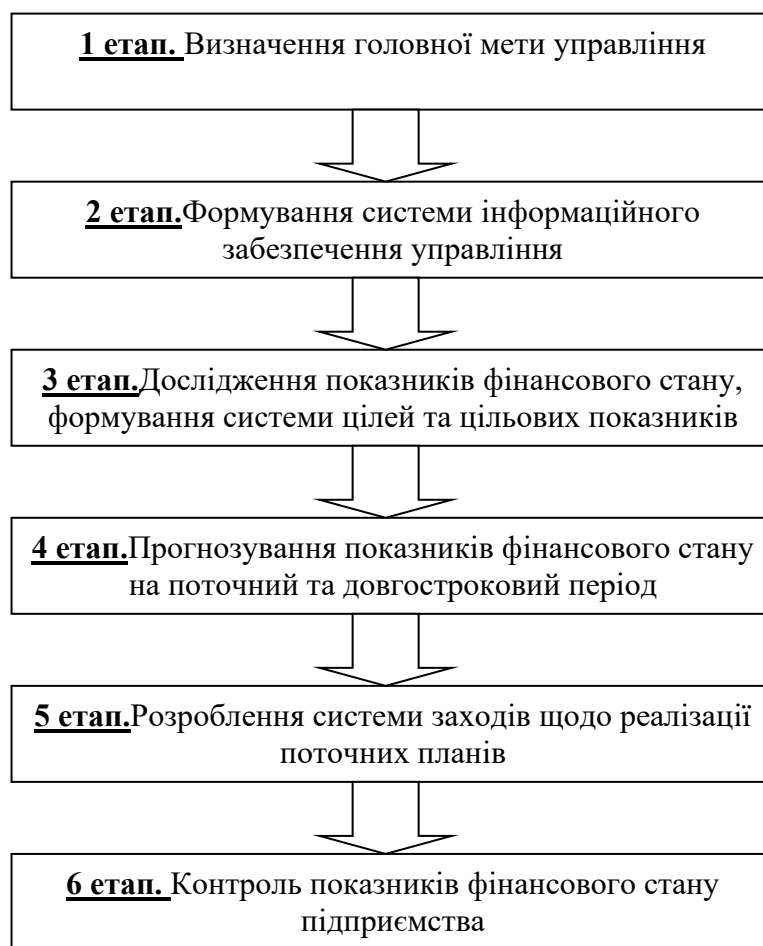 1 етап. Визначення головної мети управління
2 етап.Формування системи інформаційного
забезпечення управління
3 етап.Дослідження показників фінансового стану,
формування системи цілей та цільових показників
4 етап.Прогнозування показників фінансового стану
на поточний та довгостроковий період
5 етап.Розроблення системи заходів щодо реалізації
поточних планів
6 етап. Контроль показників фінансового стану
підприємства